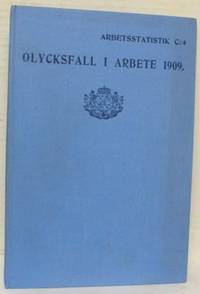 ARBETSSTATISTIK C:4
OLYCKSFALL I ARBETE 1909.